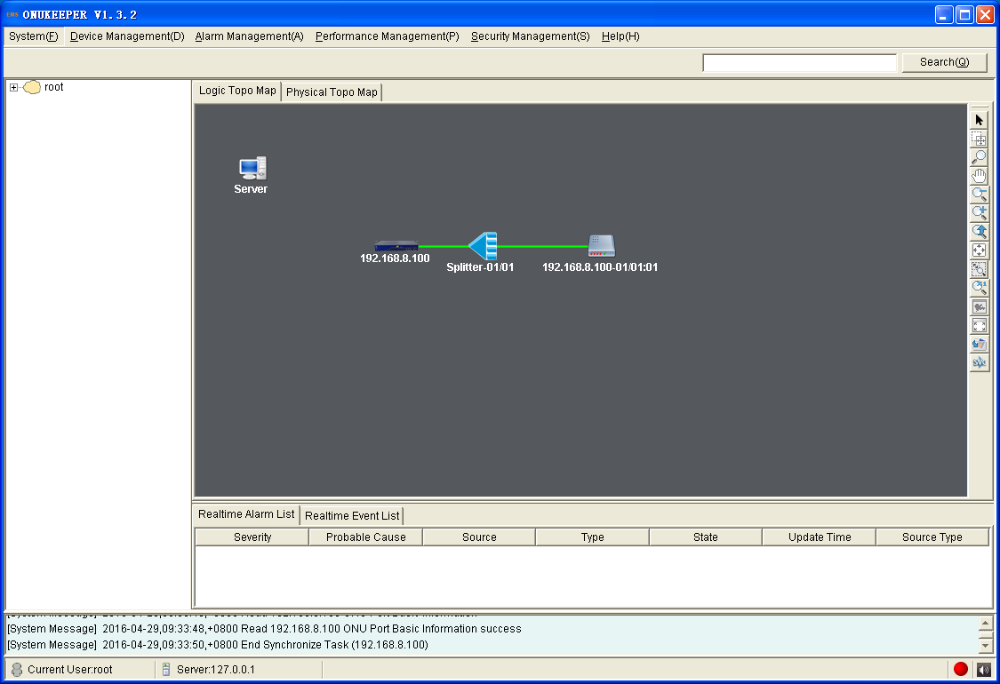 EMS ONUKEEPER V1.3.2
System(F) Device Management(D) Alarm Management(A) Performance Management(P) Security Management(S) Help(H)
Search(Q)
root
Logic Topo Map Physical Topo Map
Server
192.168.8.100
Splitter-01/01
192.168.8.100-01/01:01
SVG
Realtime Alarm List Realtime Event List
Severity Probable Cause Source Type State Update Time Source Type
[System Message] 2016-04-29,09:33:48,+0800 Read 192.168.8.100 ONU Port Basic Information success
[System Message] 2016-04-29,09:33:50,+0800 End Synchronize Task (192.168.8.100)
Current User:root Server:127.0.0.1